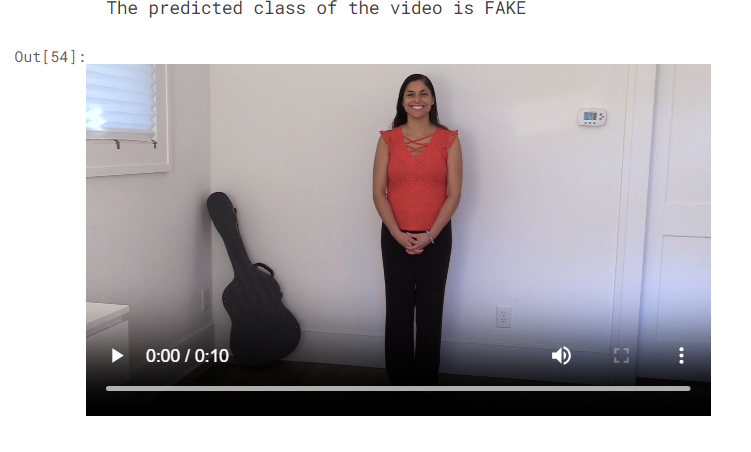 The predicted class of the video is FAKE
Out[54]:
0:00 / 0:10